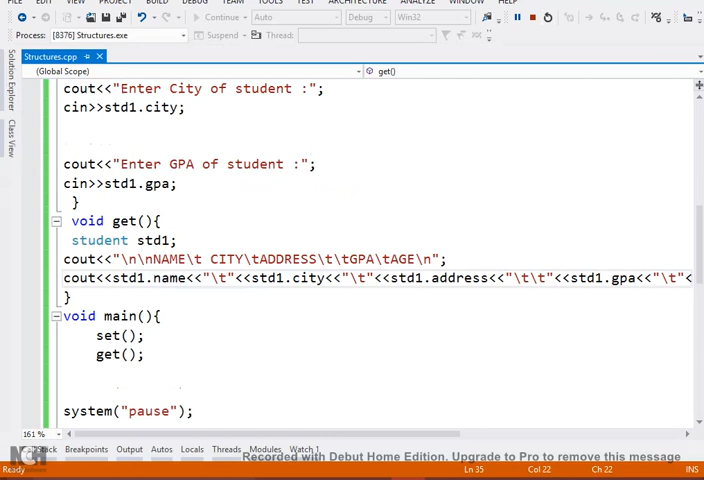 FILE EDIT VIEW PROJECT BUILD DEBUG TEAM TOOLS TEST ARCHITECTURE ANALYZE WINDOW HELP
Continue Auto Debug Win32
Process: [8376] Structures.exe Suspend Thread:
Structures.cpp
(Global Scope) get()
Solution Explorer
Class View
cout<<"Enter City of student :";
cin>>std1.city;
cout<<"Enter GPA of student :";
cin>>std1.gpa;
}
void get(){
student std1;
cout<<"\n\nNAME\t CITY\tADDRESS\t\tGPA\tAGE\n";
cout<<std1.name<<"\t"<<std1.city<<"\t"<<std1.address<<"\t\t"<<std1.gpa<<"\t"<
}
void main(){
set();
get();
system("pause");
161 %
Call Stack Breakpoints Output Autos Locals Threads Modules Watch 1
Recorded with Debut Home Edition. Upgrade to Pro to remove this message
Ready Ln 35 Col 22 Ch 22 INS